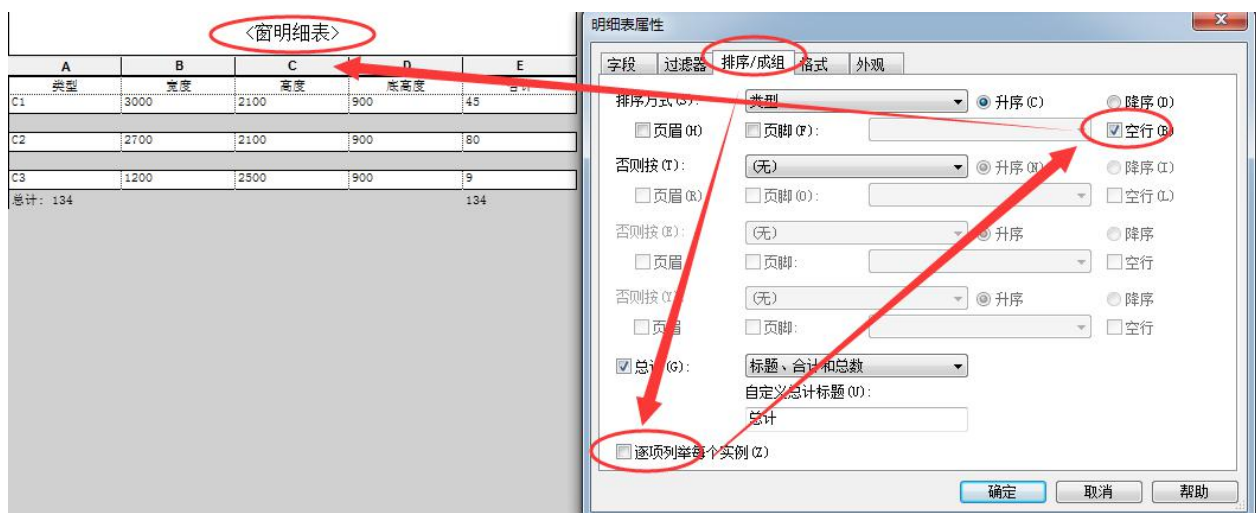 <窗明细表>
A B C D E
类型 宽度 高度 底高度 合计
C1 3000 2100 900 45
C2 2700 2100 900 80
C3 1200 2500 900 9
总计: 134 134
明细表属性
字段 过滤器 排序/成组 格式 外观
排序方式(S): 类型 升序(C) 降序(D)
页眉(H) 页脚(F): 空行(B)
否则按(T): (无) 升序(N) 降序(I)
页眉(R) 页脚(O): 空行(L)
否则按(E): (无) 升序 降序
页眉 页脚: 空行
否则按(Y) (无) 升序 降序
页眉 页脚: 空行
总计(G): 标题、合计和总数
自定义总计标题(U):
总计
逐项列举每个实例(Z)
确定 取消 帮助